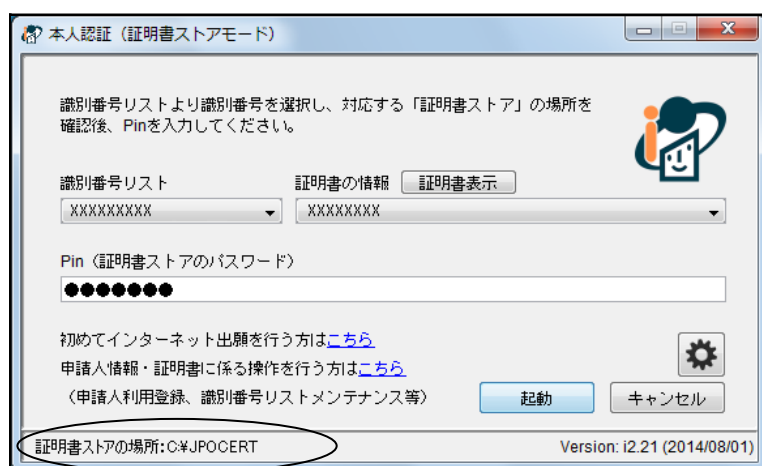 本人認証（証明書ストアモード）
識別番号リストより識別番号を選択し、対応する「証明書ストア」の場所を
確認後、Pinを入力してください。
識別番号リスト 証明書の情報 証明書表示
XXXXXXXXX XXXXXXXX
Pin（証明書ストアのパスワード）
●●●●●●●
初めてインターネット出願を行う方はこちら
申請人情報・証明書に係る操作を行う方はこちら
（申請人利用登録、識別番号リストメンテナンス等） 起動 キャンセル
証明書ストアの場所:C:¥JPOCERT Version: i2.21 (2014/08/01)